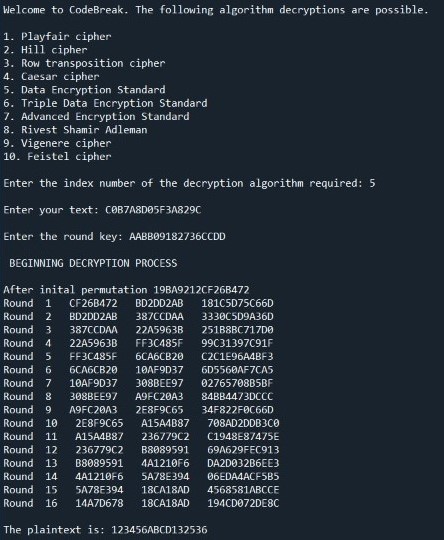 Welcome to CodeBreak. The following algorithm decryptions are possible.
1. Playfair cipher
2. Hill cipher
3. Row transposition cipher
4. Caesar cipher
5. Data Encryption Standard
6. Triple Data Encryption Standard
7. Advanced Encryption Standard
8. Rivest Shamir Adleman
9. Vigenere cipher
10. Feistel cipher
Enter the index number of the decryption algorithm required: 5
Enter your text: C0B7A8D05F3A829C
Enter the round key: AABB09182736CCDD
BEGINNING DECRYPTION PROCESS
After inital permutation 19BA9212CF26B472
Round 1 CF26B472 BD2DD2AB 181C5D75C66D
Round 2 BD2DD2AB 387CCDAA 3330C5D9A36D
Round 3 387CCDAA 22A5963B 251B8BC717D0
Round 4 22A5963B FF3C485F 99C31397C91F
Round 5 FF3C485F 6CA6CB20 C2C1E96A4BF3
Round 6 6CA6CB20 10AF9D37 6D5560AF7CA5
Round 7 10AF9D37 308BEE97 02765708B5BF
Round 8 308BEE97 A9FC20A3 84BB4473DCCC
Round 9 A9FC20A3 2E8F9C65 34F822F0C66D
Round 10 2E8F9C65 A15A4B87 708AD2DDB3C0
Round 11 A15A4B87 236779C2 C1948E87475E
Round 12 236779C2 B8089591 69A629FEC913
Round 13 B8089591 4A1210F6 DA2D032B6EE3
Round 14 4A1210F6 5A78E394 06EDA4ACF5B5
Round 15 5A78E394 18CA18AD 4568581ABCCE
Round 16 14A7D678 18CA18AD 194CD072DE8C
The plaintext is: 123456ABCD132536